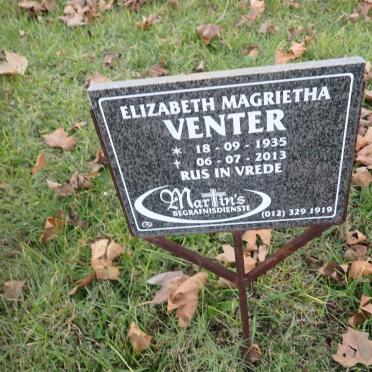 ELIZABETH MAGRIETHA
VENTER
* 18 - 09 - 1935
† 06 - 07 - 2013
RUS IN VREDE
Martin's
BEGRAFNISDIENSTE
(012) 329 1919